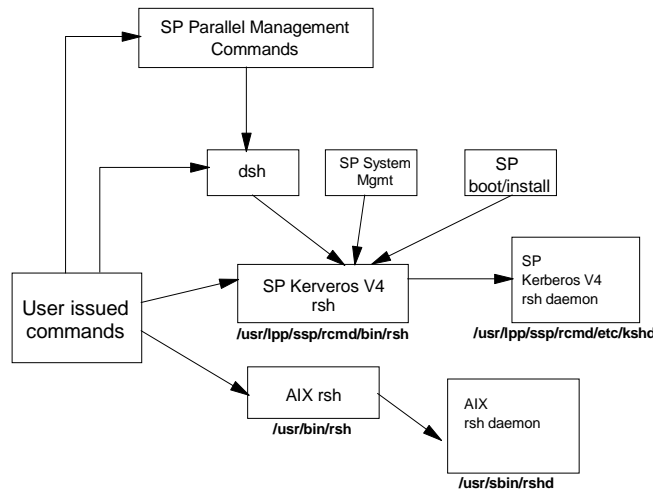 SP Parallel Management
Commands
dsh
SP System
Mgmt
SP
boot/install
User issued
commands
SP Kerveros V4
rsh
/usr/lpp/ssp/rcmd/bin/rsh
SP
Kerberos V4
rsh daemon
/usr/lpp/ssp/rcmd/etc/kshd
AIX rsh
/usr/bin/rsh
AIX
rsh daemon
/usr/sbin/rshd